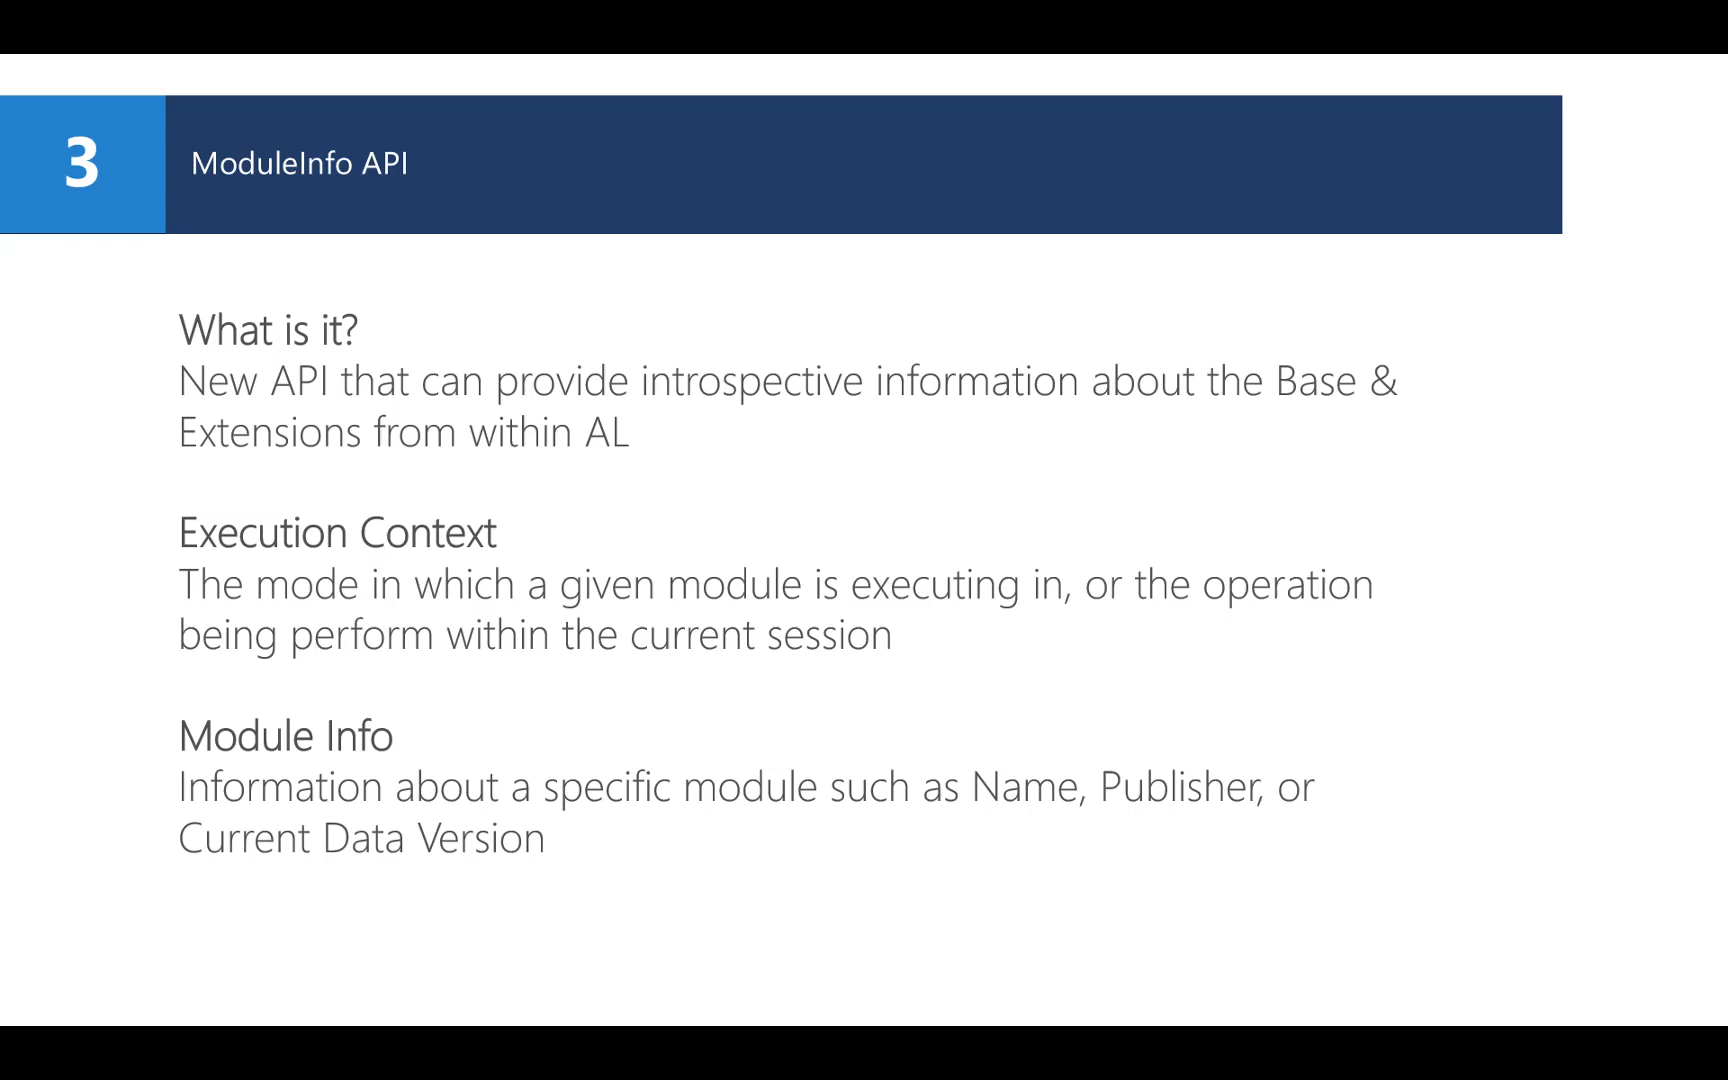 3
ModuleInfo API
What is it?
New API that can provide introspective information about the Base &
Extensions from within AL
Execution Context
The mode in which a given module is executing in, or the operation
being perform within the current session
Module Info
Information about a specific module such as Name, Publisher, or
Current Data Version